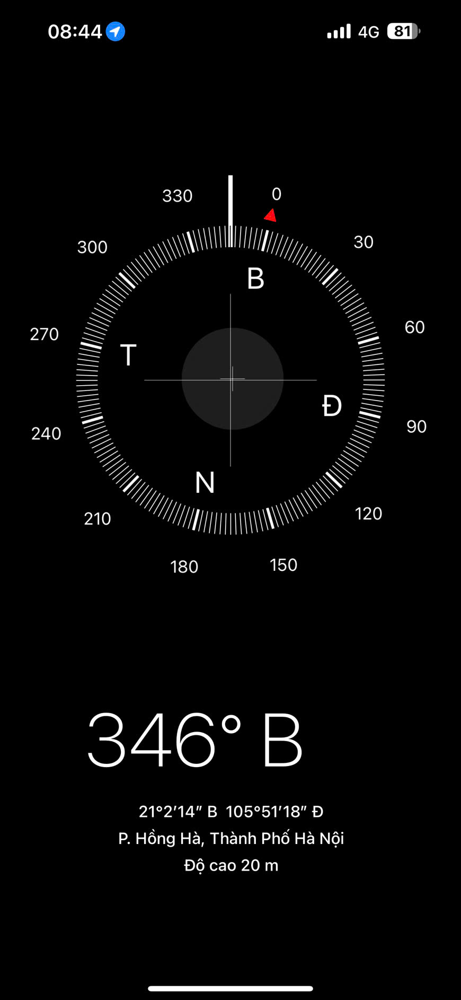 08:44 4G 81
330 0
300 30
B
270 T 60
Đ
240 90
N
210 120
180 150
346° B
21°2′14″ B 105°51′18″ Đ
P. Hồng Hà, Thành Phố Hà Nội
Độ cao 20 m